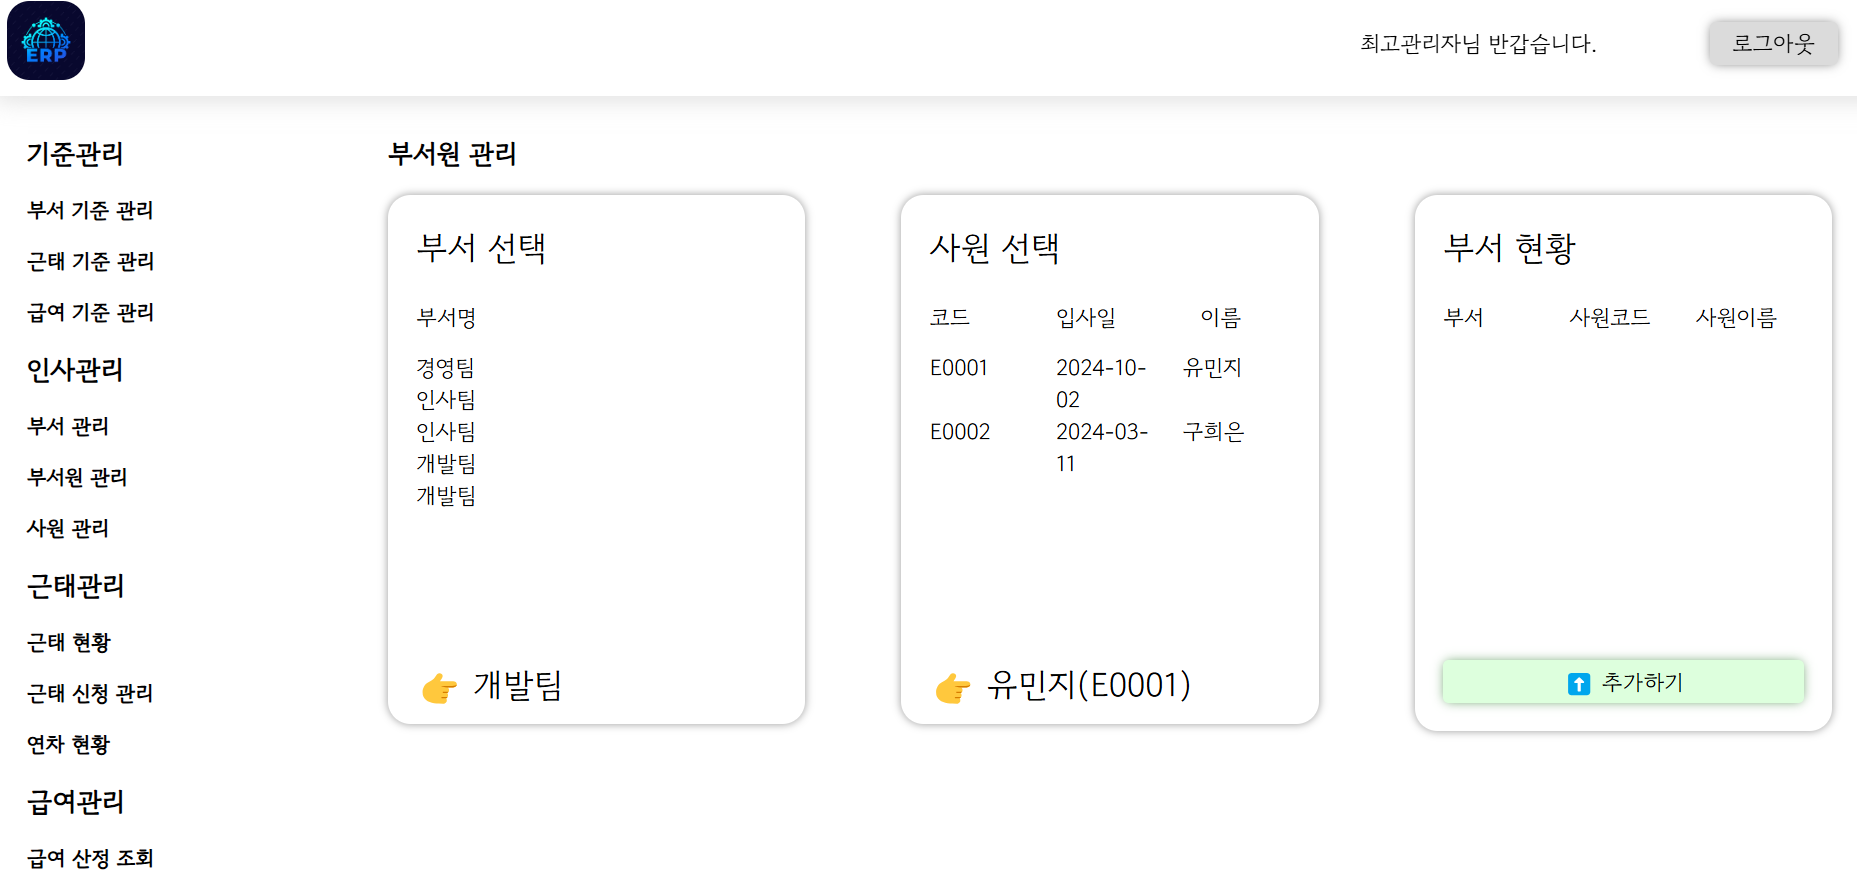 ERP
최고관리자님 반갑습니다.
로그아웃
기준관리
부서 기준 관리
근태 기준 관리
급여 기준 관리
인사관리
부서 관리
부서원 관리
사원 관리
근태관리
근태 현황
근태 신청 관리
연차 현황
급여관리
급여 산정 조회
부서원 관리
부서 선택
부서명
경영팀
인사팀
인사팀
개발팀
개발팀
👉 개발팀
사원 선택
코드 입사일 이름
E0001 2024-10-02 유민지
E0002 2024-03-11 구희은
👉 유민지(E0001)
부서 현황
부서 사원코드 사원이름
⬆️ 추가하기